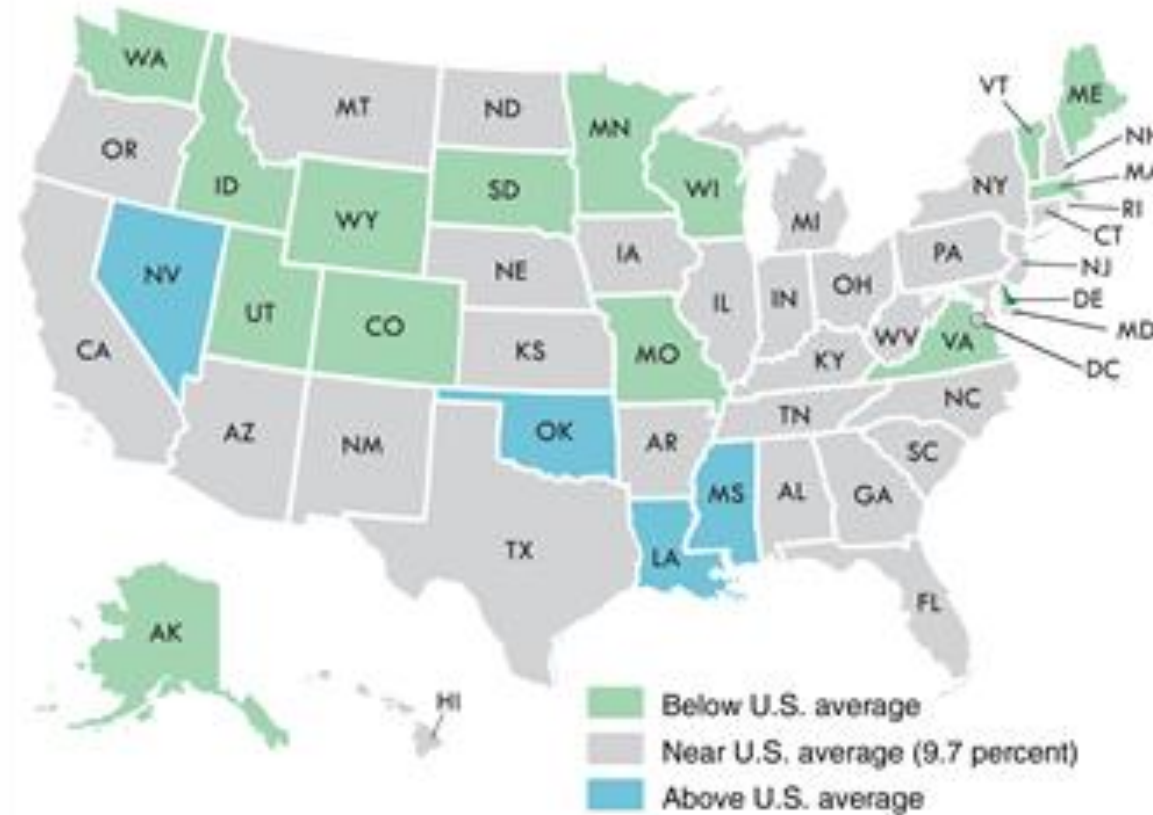 WA
MT
ND
MN
VT
ME
OR
ID
SD
WI
NY
NH
MA
WY
MI
RI
CT
NV
NE
IA
PA
NJ
UT
CO
IL
IN
OH
DE
MD
CA
KS
MO
KY
WV
VA
DC
AZ
NM
OK
AR
TN
NC
SC
TX
LA
MS
AL
GA
FL
AK
HI
Below U.S. average
Near U.S. average (9.7 percent)
Above U.S. average